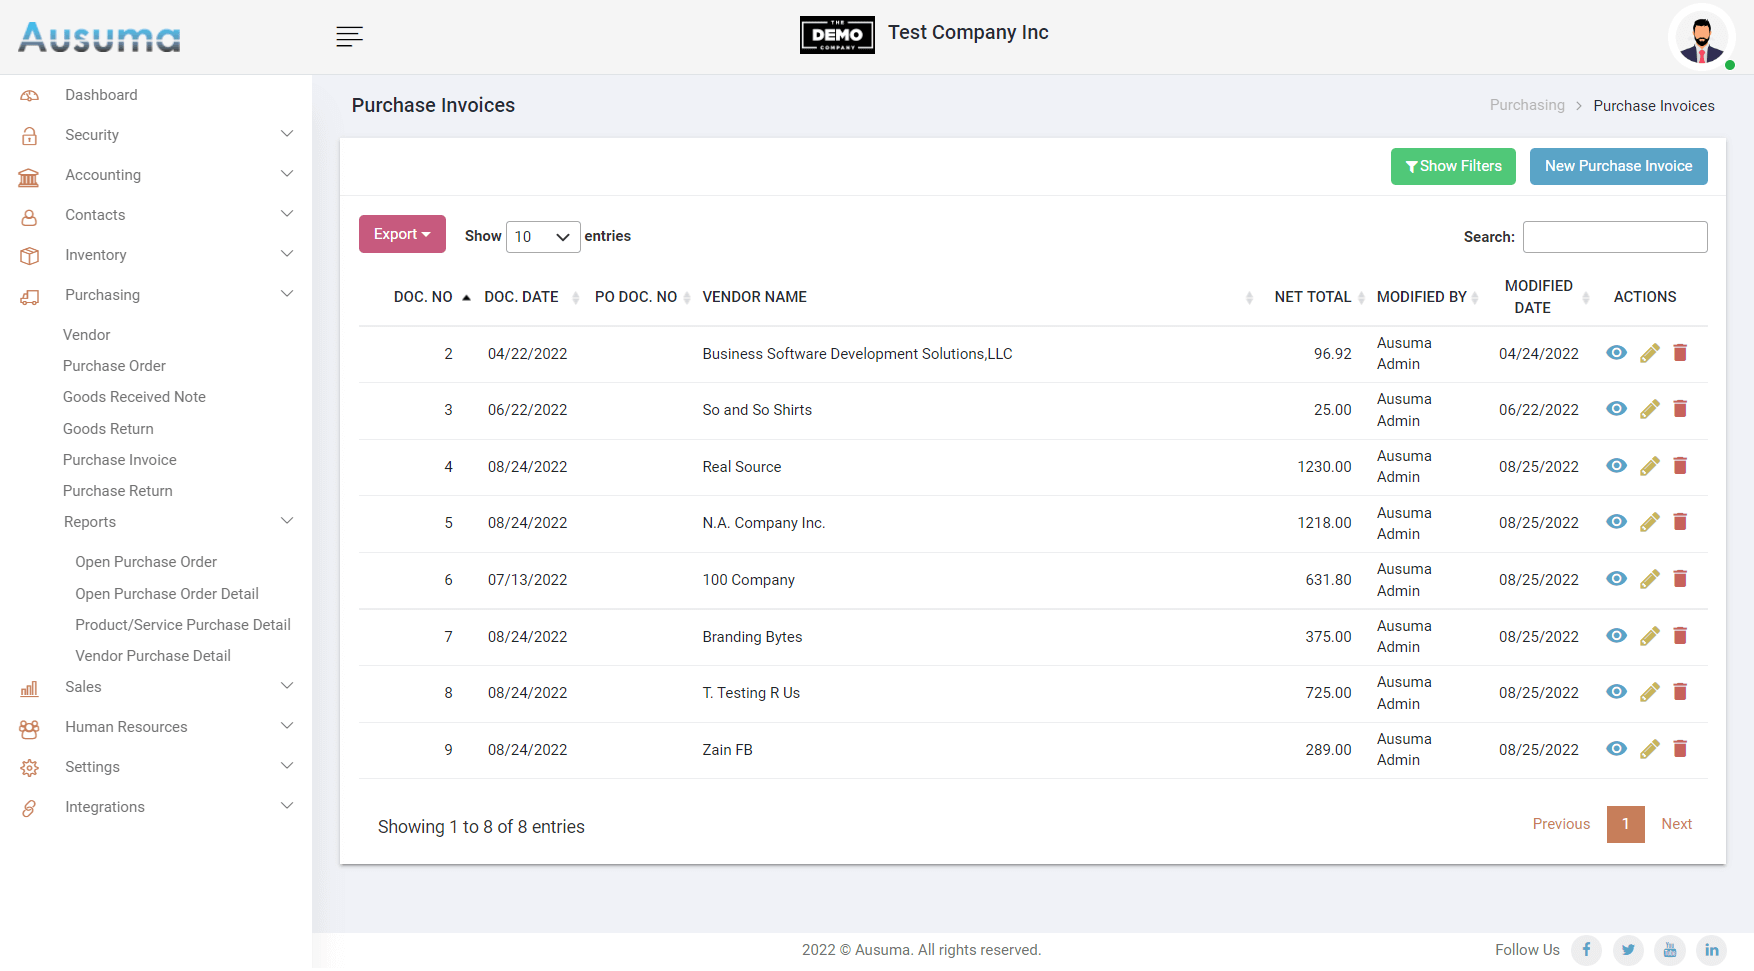 Ausuma
THE
DEMO
COMPANY
Test Company Inc
Dashboard
Security
Accounting
Contacts
Inventory
Purchasing
Vendor
Purchase Order
Goods Received Note
Goods Return
Purchase Invoice
Purchase Return
Reports
Open Purchase Order
Open Purchase Order Detail
Product/Service Purchase Detail
Vendor Purchase Detail
Sales
Human Resources
Settings
Integrations
Purchase Invoices
Purchasing > Purchase Invoices
Show Filters
New Purchase Invoice
Export
Show 10 entries
Search:
DOC. NO DOC. DATE PO DOC. NO VENDOR NAME NET TOTAL MODIFIED BY MODIFIED DATE ACTIONS
2 04/22/2022 Business Software Development Solutions,LLC 96.92 Ausuma Admin 04/24/2022
3 06/22/2022 So and So Shirts 25.00 Ausuma Admin 06/22/2022
4 08/24/2022 Real Source 1230.00 Ausuma Admin 08/25/2022
5 08/24/2022 N.A. Company Inc. 1218.00 Ausuma Admin 08/25/2022
6 07/13/2022 100 Company 631.80 Ausuma Admin 08/25/2022
7 08/24/2022 Branding Bytes 375.00 Ausuma Admin 08/25/2022
8 08/24/2022 T. Testing R Us 725.00 Ausuma Admin 08/25/2022
9 08/24/2022 Zain FB 289.00 Ausuma Admin 08/25/2022
Showing 1 to 8 of 8 entries
Previous 1 Next
2022 © Ausuma. All rights reserved.
Follow Us